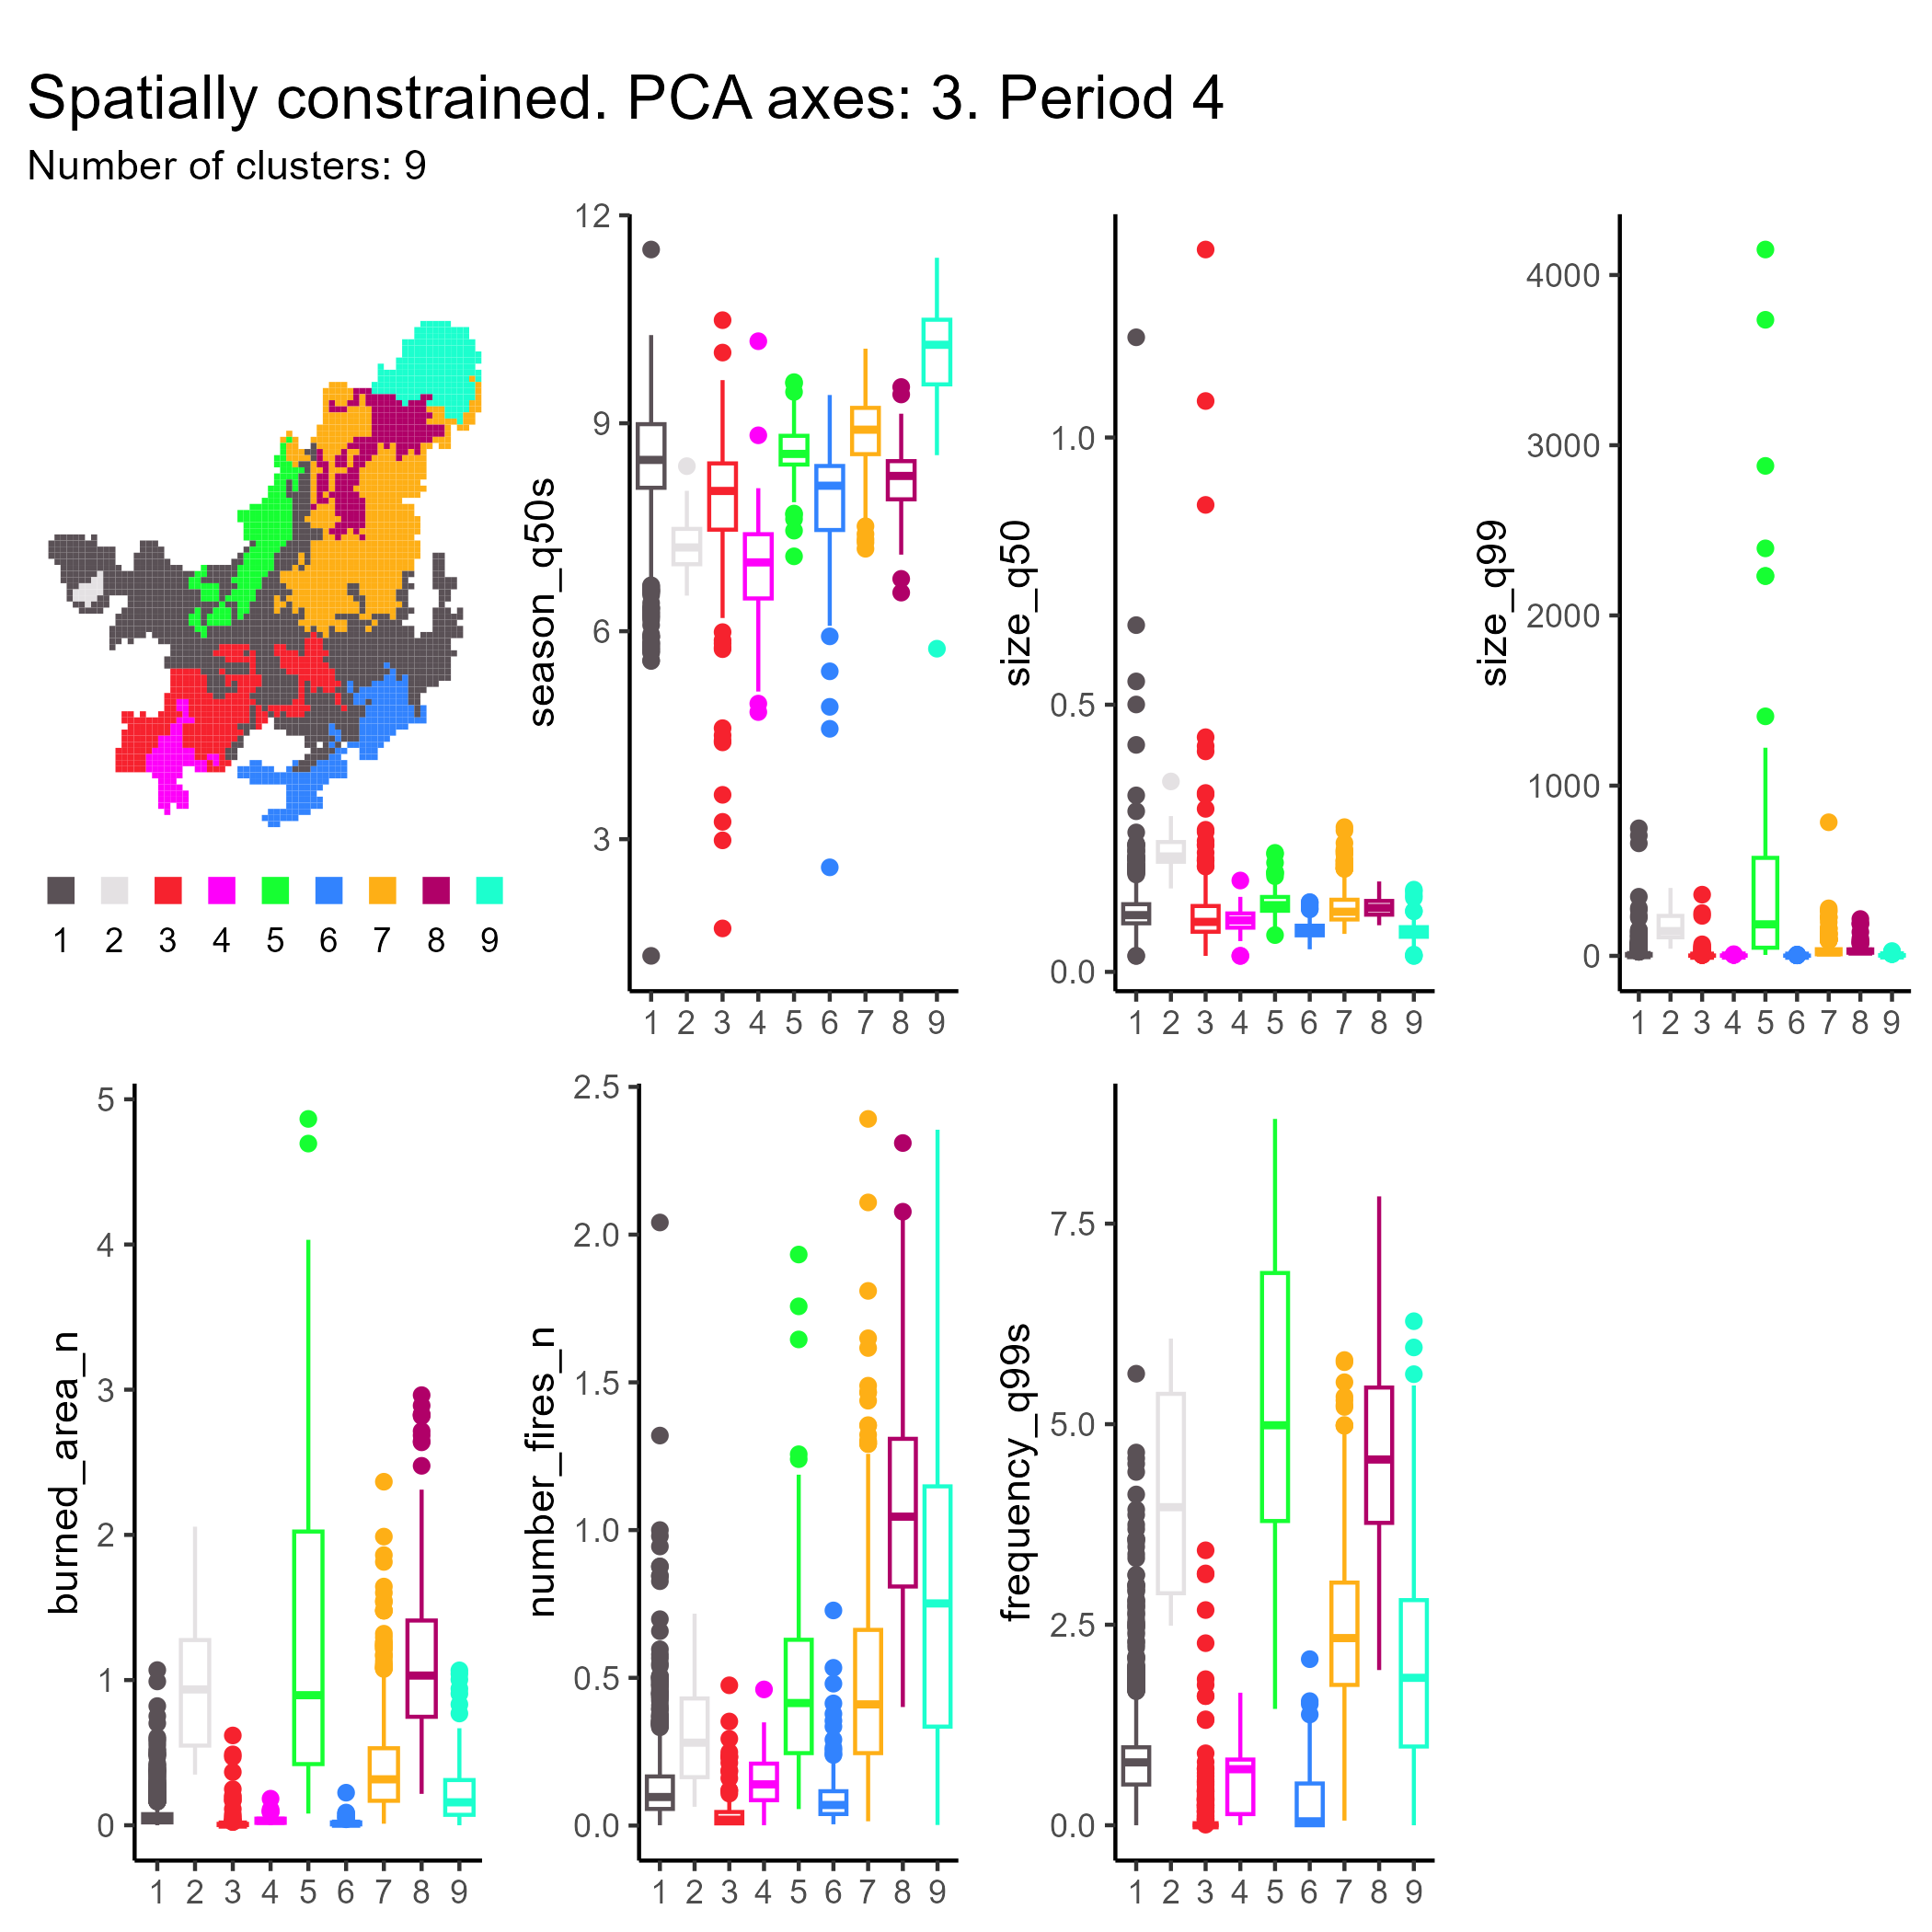 Spatially constrained. PCA axes: 3. Period 4
Number of clusters: 9
1 2 3 4 5 6 7 8 9
season_q50s
12
9
6
3
1 2 3 4 5 6 7 8 9
size_q50
1.0
0.5
0.0
1 2 3 4 5 6 7 8 9
size_q99
4000
3000
2000
1000
0
1 2 3 4 5 6 7 8 9
burned_area_n
5
4
3
2
1
0
1 2 3 4 5 6 7 8 9
number_fires_n
2.5
2.0
1.5
1.0
0.5
0.0
1 2 3 4 5 6 7 8 9
frequency_q99s
7.5
5.0
2.5
0.0
1 2 3 4 5 6 7 8 9